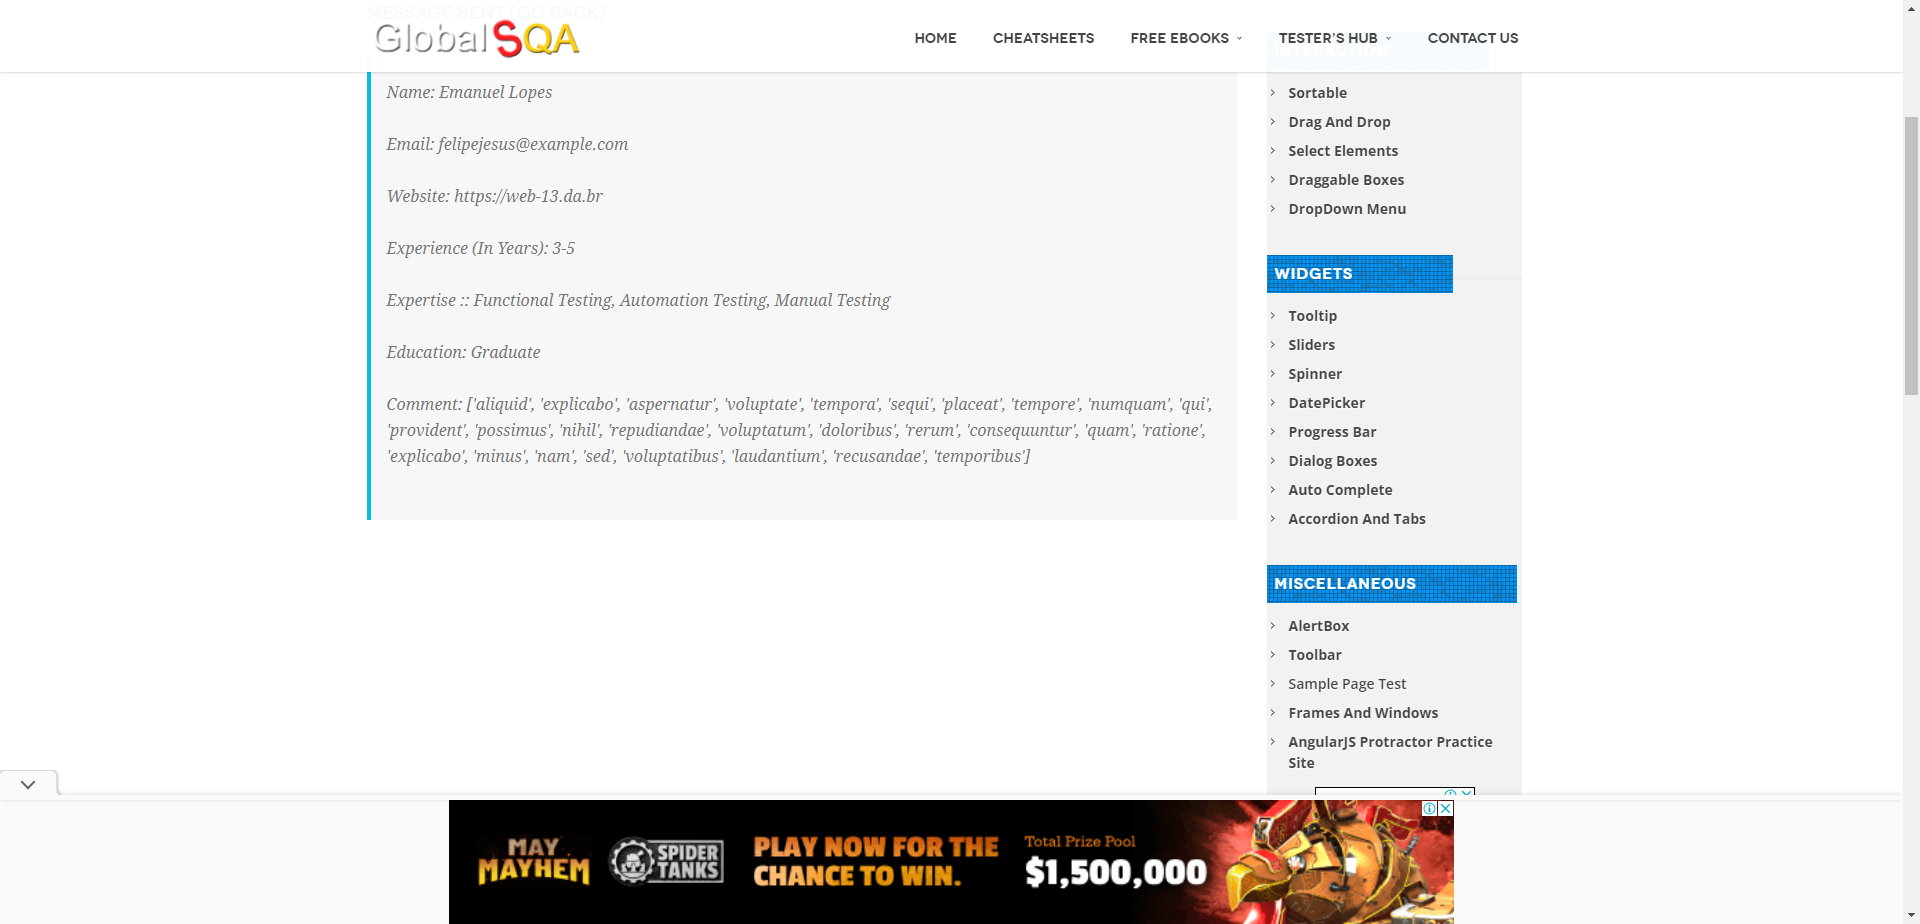 MESSAGE SENT (GO BACK)
GlobalSQA
HOME
CHEATSHEETS
FREE EBOOKS
TESTER'S HUB
CONTACT US
Name: Emanuel Lopes
Email: felipejesus@example.com
Website: https://web-13.da.br
Experience (In Years): 3-5
Expertise :: Functional Testing, Automation Testing, Manual Testing
Education: Graduate
Comment: ['aliquid', 'explicabo', 'aspernatur', 'voluptate', 'tempora', 'sequi', 'placeat', 'tempore', 'numquam', 'qui',
'provident', 'possimus', 'nihil', 'repudiandae', 'voluptatum', 'doloribus', 'rerum', 'consequuntur', 'quam', 'ratione',
'explicabo', 'minus', 'nam', 'sed', 'voluptatibus', 'laudantium', 'recusandae', 'temporibus']
INTERACTION
Sortable
Drag And Drop
Select Elements
Draggable Boxes
DropDown Menu
WIDGETS
Tooltip
Sliders
Spinner
DatePicker
Progress Bar
Dialog Boxes
Auto Complete
Accordion And Tabs
MISCELLANEOUS
AlertBox
Toolbar
Sample Page Test
Frames And Windows
AngularJS Protractor Practice
Site
MAY
MAYHEM
SPIDER
TANKS
PLAY NOW FOR THE
CHANCE TO WIN.
Total Prize Pool
$1,500,000